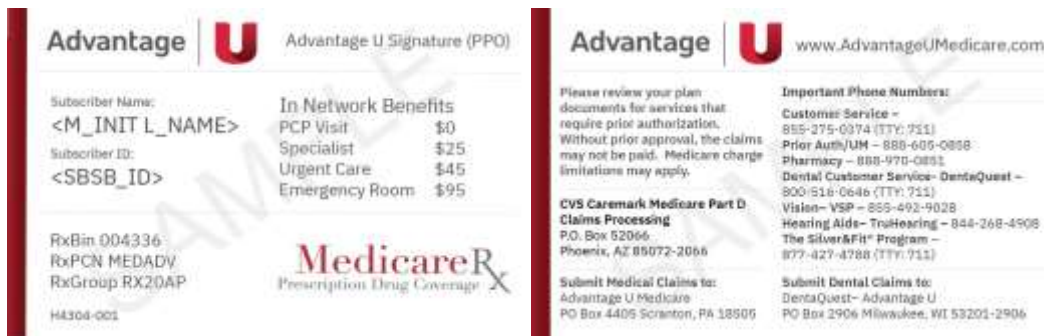 Advantage U
Advantage U Signature (PPO)
Subscriber Name:
<M_INIT L_NAME>
Subscriber ID:
<SBSB_ID>
In Network Benefits
PCP Visit $0
Specialist $25
Urgent Care $45
Emergency Room $95
RxBin 004336
RxPCN MEDADV
RxGroup RX20AP
H4304-001
MedicareRx
Prescription Drug Coverage
SAMPLE
Advantage U
www.AdvantageUMedicare.com
Please review your plan
documents for services that
require prior authorization.
Without prior approval, the claims
may not be paid. Medicare charge
limitations may apply.
CVS Caremark Medicare Part D
Claims Processing
P.O. Box 52066
Phoenix, AZ 85072-2066
Submit Medical Claims to:
Advantage U Medicare
PO Box 4405 Scranton, PA 18505
Important Phone Numbers:
Customer Service –
855-275-0374 (TTY: 711)
Prior Auth/UM – 888-605-0858
Pharmacy – 888-970-0851
Dental Customer Service- DentaQuest –
800-516-0646 (TTY: 711)
Vision– VSP – 855-492-9028
Hearing Aids– TruHearing – 844-268-4908
The Silver&Fit® Program –
877-427-4788 (TTY: 711)
Submit Dental Claims to:
DentaQuest– Advantage U
PO Box 2906 Milwaukee, WI 53201-2906
SAMPLE